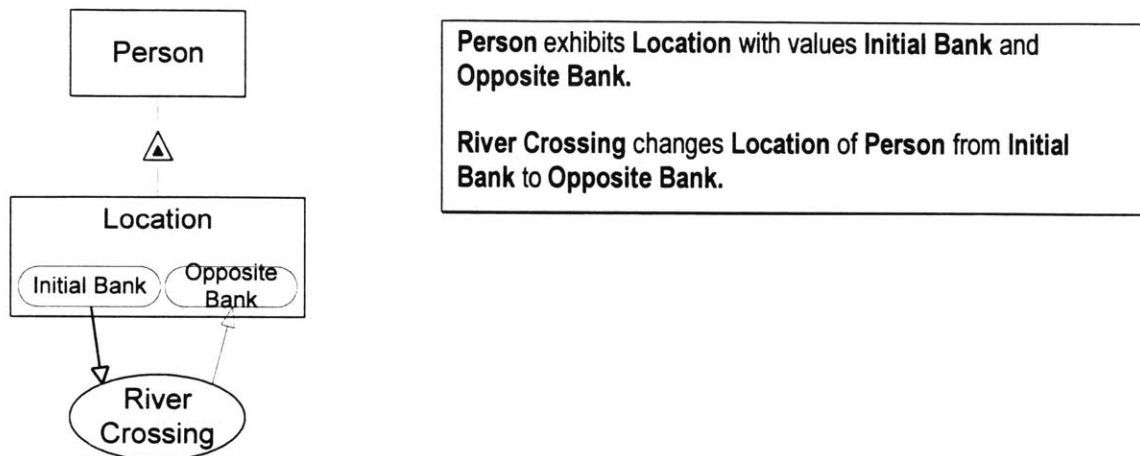 Person
Person exhibits Location with values Initial Bank and
Opposite Bank.
River Crossing changes Location of Person from Initial
Bank to Opposite Bank.
Location
Initial Bank
Opposite
Bank
River
Crossing